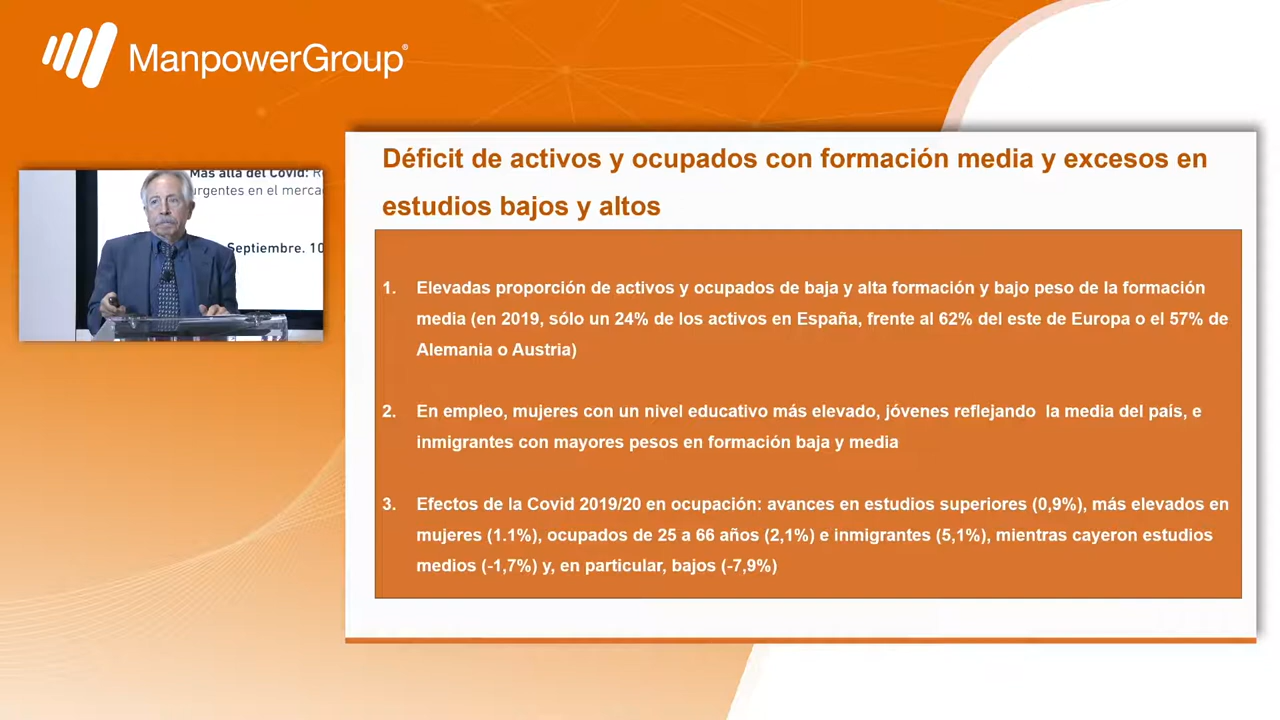 ManpowerGroup®
Más allá del Covid: R
urgentes en el merca
Septiembre. 10
Déficit de activos y ocupados con formación media y excesos en
estudios bajos y altos
1. Elevadas proporción de activos y ocupados de baja y alta formación y bajo peso de la formación
media (en 2019, sólo un 24% de los activos en España, frente al 62% del este de Europa o el 57% de
Alemania o Austria)
2. En empleo, mujeres con un nivel educativo más elevado, jóvenes reflejando la media del país, e
inmigrantes con mayores pesos en formación baja y media
3. Efectos de la Covid 2019/20 en ocupación: avances en estudios superiores (0,9%), más elevados en
mujeres (1.1%), ocupados de 25 a 66 años (2,1%) e inmigrantes (5,1%), mientras cayeron estudios
medios (-1,7%) y, en particular, bajos (-7,9%)